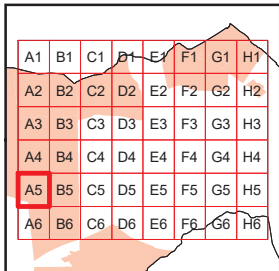 A1 B1 C1 D1 E1 F1 G1 H1
A2 B2 C2 D2 E2 F2 G2 H2
A3 B3 C3 D3 E3 F3 G3 H3
A4 B4 C4 D4 E4 F4 G4 H4
A5 B5 C5 D5 E5 F5 G5 H5
A6 B6 C6 D6 E6 F6 G6 H6